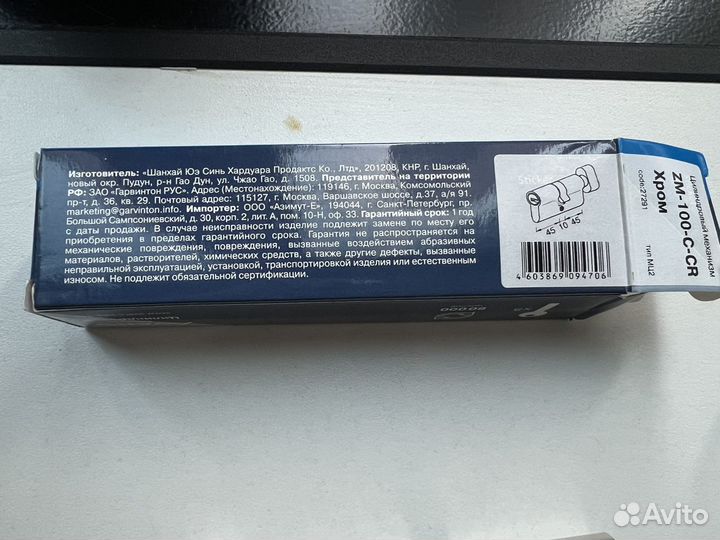 Изготовитель: «Шанхай Юэ Синь Хардуара Продактс Ко., Лтд», 201208, КНР, г. Шанхай,
новый окр. Пудун, р-н Гао Дун, ул. Чжао Гао, д. 1508. Представитель на территории
РФ: ЗАО «Гарвинтон РУС». Адрес (Местонахождение): 119146, г. Москва, Комсомольский
пр-т, д. 36, кв. 29. Почтовый адрес: 115127, г. Москва, Варшавское шоссе, д.37, а/я 91.
marketing@garvinton.info. Импортер: ООО «Азимут-Е», 194044, г. Санкт-Петербург, пр.
Большой Сампсониевский, д. 30, корп. 2, лит А, пом. 10-Н, оф. 33. Гарантийный срок: 1 год
с даты продажи. В случае неисправности изделие подлежит замене по месту его
приобретения в пределах гарантийного срока. Гарантия не распространяется на
механические повреждения, повреждения, вызванные воздействием абразивных
материалов, растворителей, химических средств, а также другие дефекты, вызванные
неправильной эксплуатацией, установкой, транспортировкой изделия или естественным
износом. Не подлежит обязательной сертификации.
45 10 45
4 603869 094706
Цилиндровый механизм
ZM-100-C-CR
Хром
code: 27291
тип МЦ2
60000
Avito